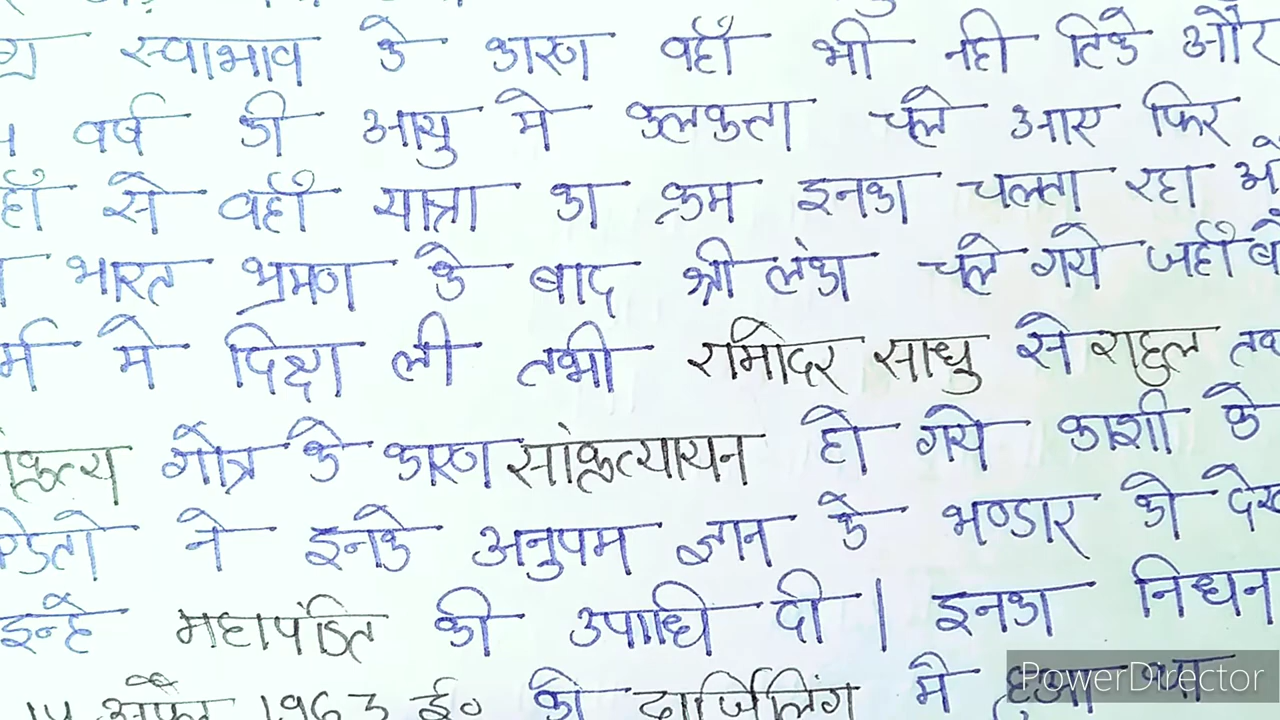 स्वाभाव के कारण वहाँ भी नही टिके और
वर्ष की आयु मे कलकत्ता चले आए फिर
से वहाँ यात्रा का क्रम इनका चलता रहा
भारत भ्रमण के बाद श्री लंका चले गये जहाँ
मे दिक्षा ली तभी रामोदर साधु से राहुल
गोत्र के कारण सांकृत्यायन हो गये काशी के
ने इनके अनुपम ज्ञान के भण्डार को
इन्हे महापंडित की उपाधि दी । इनका निधन
1963 ई० को दार्जिलिंग मे हुआ था
PowerDirector